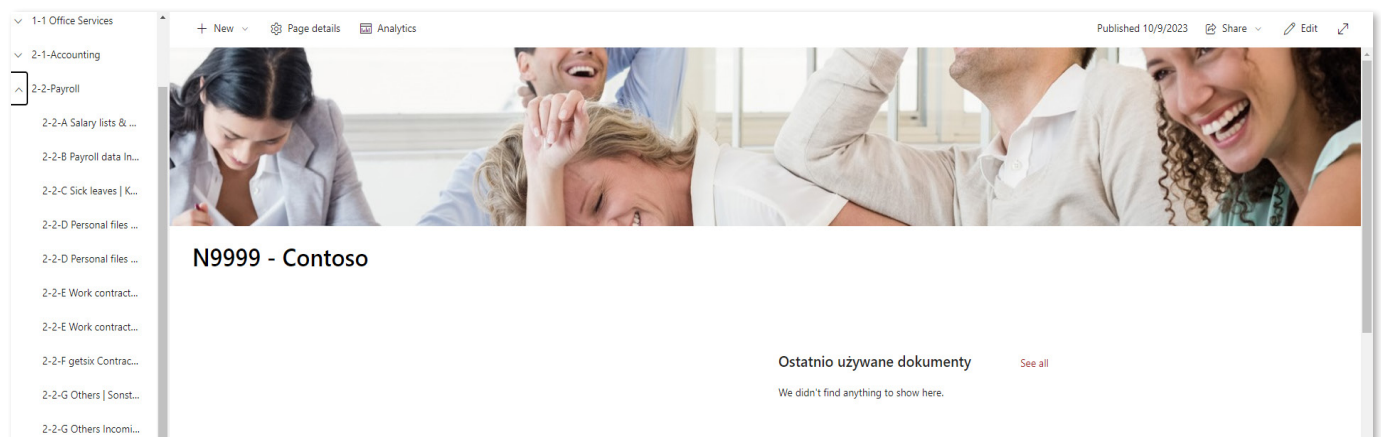 1-1 Office Services
2-1-Accounting
2-2-Payroll
2-2-A Salary lists & ...
2-2-B Payroll data In...
2-2-C Sick leaves | K...
2-2-D Personal files ...
2-2-D Personal files ...
2-2-E Work contract...
2-2-E Work contract...
2-2-F getsix Contrac...
2-2-G Others | Sonst...
2-2-G Others Incomi...
+ New Page details Analytics
Published 10/9/2023 Share Edit
N9999 - Contoso
Ostatnio używane dokumenty See all
We didn't find anything to show here.